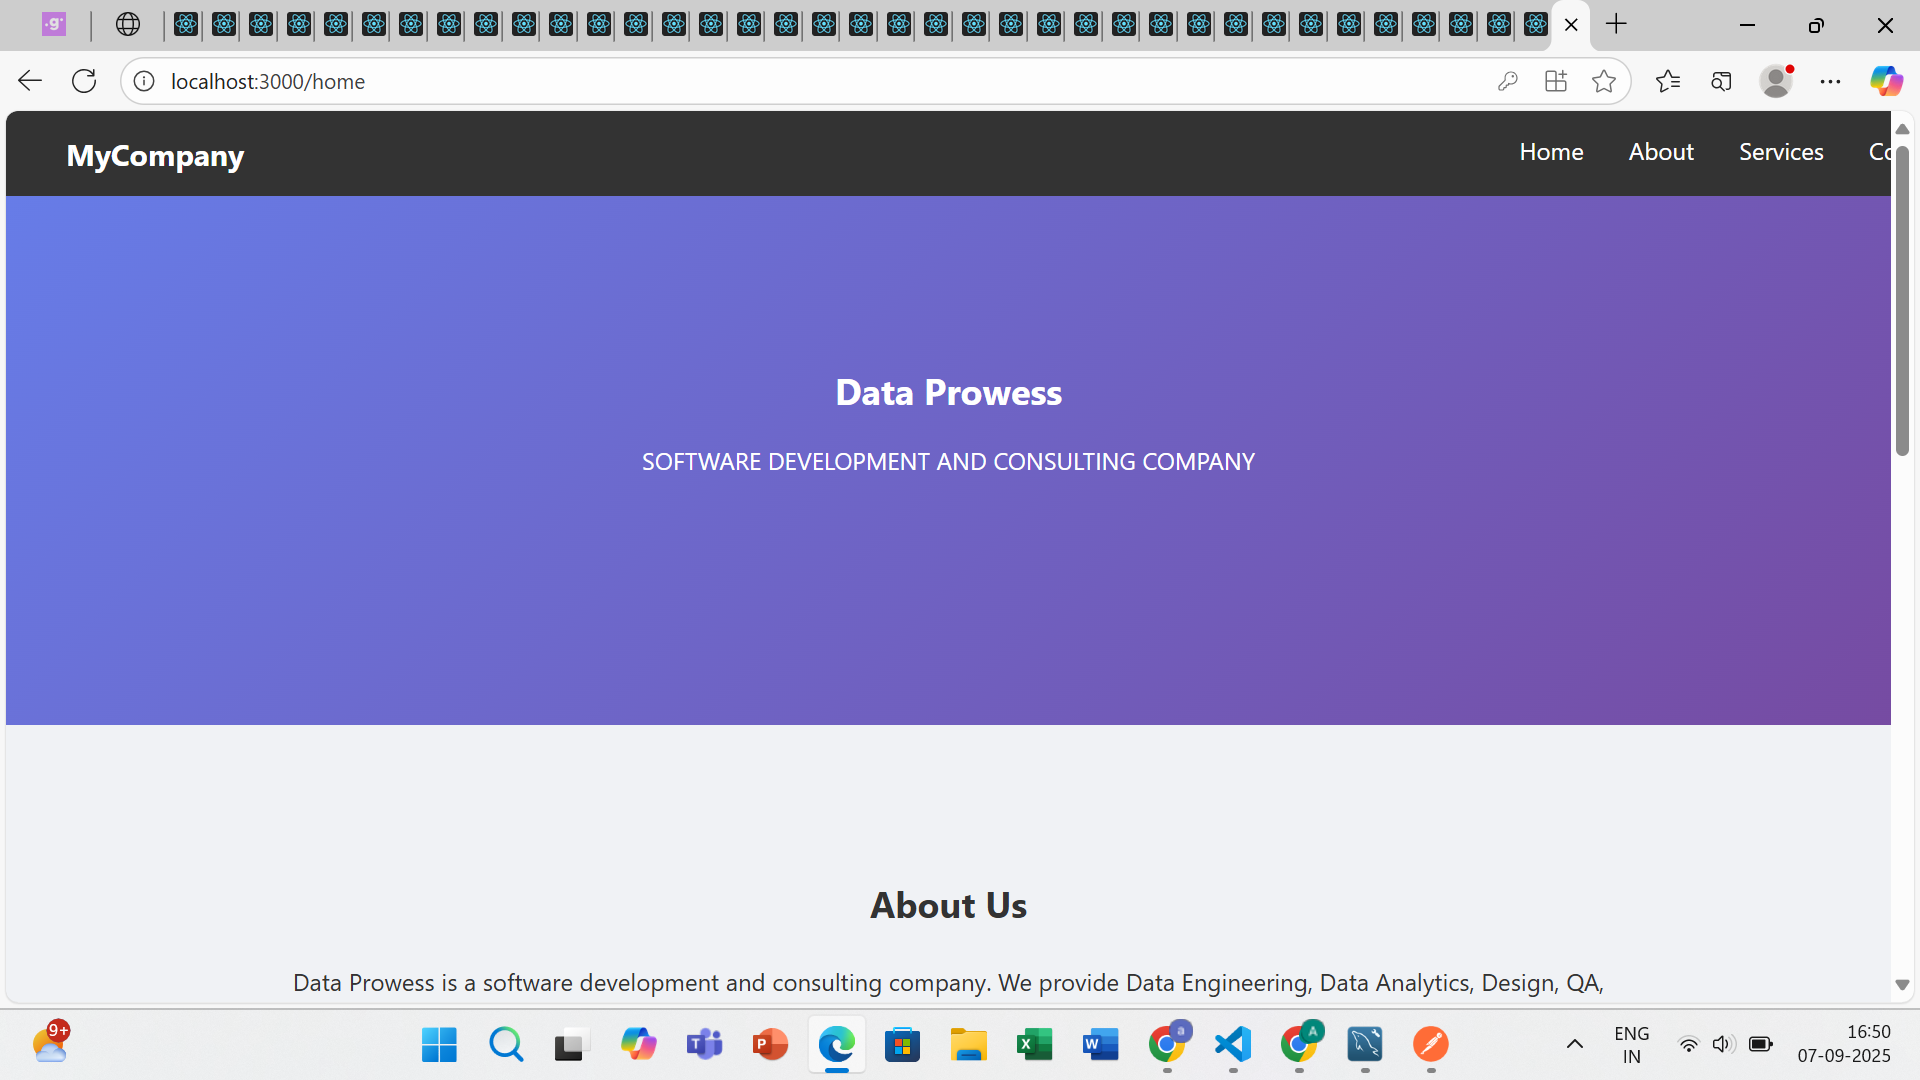 .g
localhost:3000/home
MyCompany
Home
About
Services
Data Prowess
SOFTWARE DEVELOPMENT AND CONSULTING COMPANY
About Us
Data Prowess is a software development and consulting company. We provide Data Engineering, Data Analytics, Design, QA,
9+
T
P
X
W
a
A
ENG
IN
16:50
07-09-2025